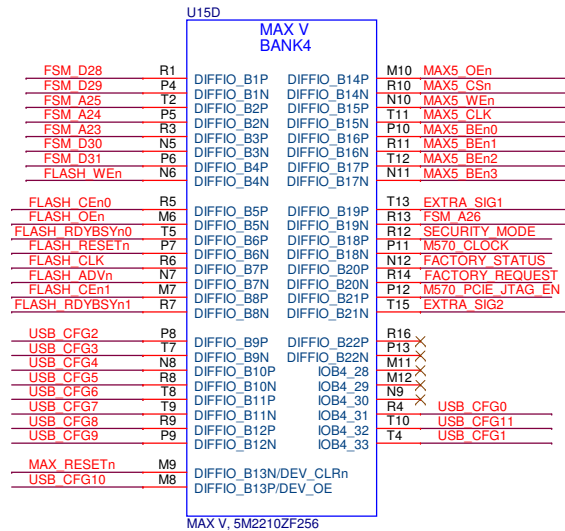 U15D
MAX V
BANK4
FSM_D28 R1 DIFFIO_B1P DIFFIO_B14P M10 MAX5_OEn
FSM_D29 P4 DIFFIO_B1N DIFFIO_B14N R10 MAX5_CSn
FSM_A25 T2 DIFFIO_B2P DIFFIO_B15P N10 MAX5_WEn
FSM_A24 P5 DIFFIO_B2N DIFFIO_B15N T11 MAX5_CLK
FSM_A23 R3 DIFFIO_B3P DIFFIO_B16P P10 MAX5_BEn0
FSM_D30 N5 DIFFIO_B3N DIFFIO_B16N R11 MAX5_BEn1
FSM_D31 P6 DIFFIO_B4P DIFFIO_B17P T12 MAX5_BEn2
FLASH_WEn N6 DIFFIO_B4N DIFFIO_B17N N11 MAX5_BEn3
FLASH_CEn0 R5 DIFFIO_B5P DIFFIO_B19P T13 EXTRA_SIG1
FLASH_OEn M6 DIFFIO_B5N DIFFIO_B19N R13 FSM_A26
FLASH_RDYBSYn0 T5 DIFFIO_B6P DIFFIO_B18P R12 SECURITY_MODE
FLASH_RESETn P7 DIFFIO_B6N DIFFIO_B18N P11 M570_CLOCK
FLASH_CLK R6 DIFFIO_B7P DIFFIO_B20P N12 FACTORY_STATUS
FLASH_ADVn N7 DIFFIO_B7N DIFFIO_B20N R14 FACTORY_REQUEST
FLASH_CEn1 M7 DIFFIO_B8P DIFFIO_B21P P12 M570_PCIE_JTAG_EN
FLASH_RDYBSYn1 R7 DIFFIO_B8N DIFFIO_B21N T15 EXTRA_SIG2
USB_CFG2 P8 DIFFIO_B9P DIFFIO_B22P R16
USB_CFG3 T7 DIFFIO_B9N DIFFIO_B22N P13
USB_CFG4 N8 DIFFIO_B10P IOB4_28 M11
USB_CFG5 R8 DIFFIO_B10N IOB4_29 M12
USB_CFG6 T8 DIFFIO_B11P IOB4_30 N9
USB_CFG7 T9 DIFFIO_B11N IOB4_31 R4 USB_CFG0
USB_CFG8 R9 DIFFIO_B12P IOB4_32 T10 USB_CFG11
USB_CFG9 P9 DIFFIO_B12N IOB4_33 T4 USB_CFG1
MAX_RESETn M9 DIFFIO_B13N/DEV_CLRn
USB_CFG10 M8 DIFFIO_B13P/DEV_OE
MAX V, 5M2210ZF256